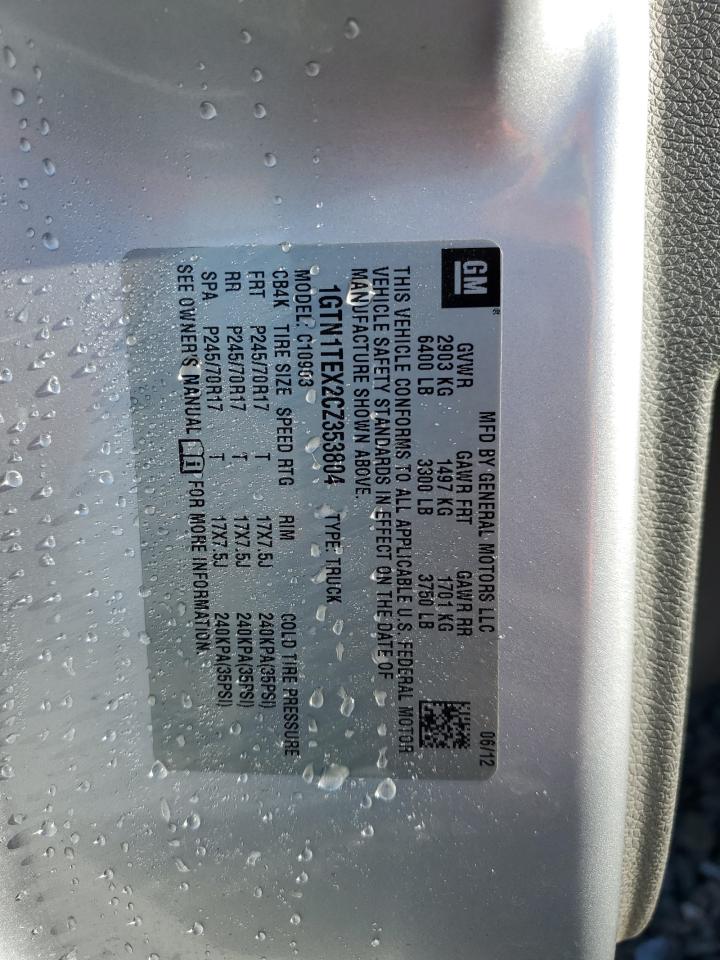 GM
MFD BY GENERAL MOTORS LLC 06/12
GVWR GAWR FRT GAWR RR
2903 KG 1497 KG 1701 KG
6400 LB 3300 LB 3750 LB
THIS VEHICLE CONFORMS TO ALL APPLICABLE U.S. FEDERAL MOTOR
VEHICLE SAFETY STANDARDS IN EFFECT ON THE DATE OF
MANUFACTURE SHOWN ABOVE.
1GTN1TEX2CZ353804 TYPE: TRUCK
MODEL: C10903
CB4K TIRE SIZE SPEED RTG RIM COLD TIRE PRESSURE
FRT P245/70R17 T 17X7.5J 240KPA(35PSI)
RR P245/70R17 T 17X7.5J 240KPA(35PSI)
SPA P245/70R17 T 17X7.5J 240KPA(35PSI)
SEE OWNER'S MANUAL FOR MORE INFORMATION.